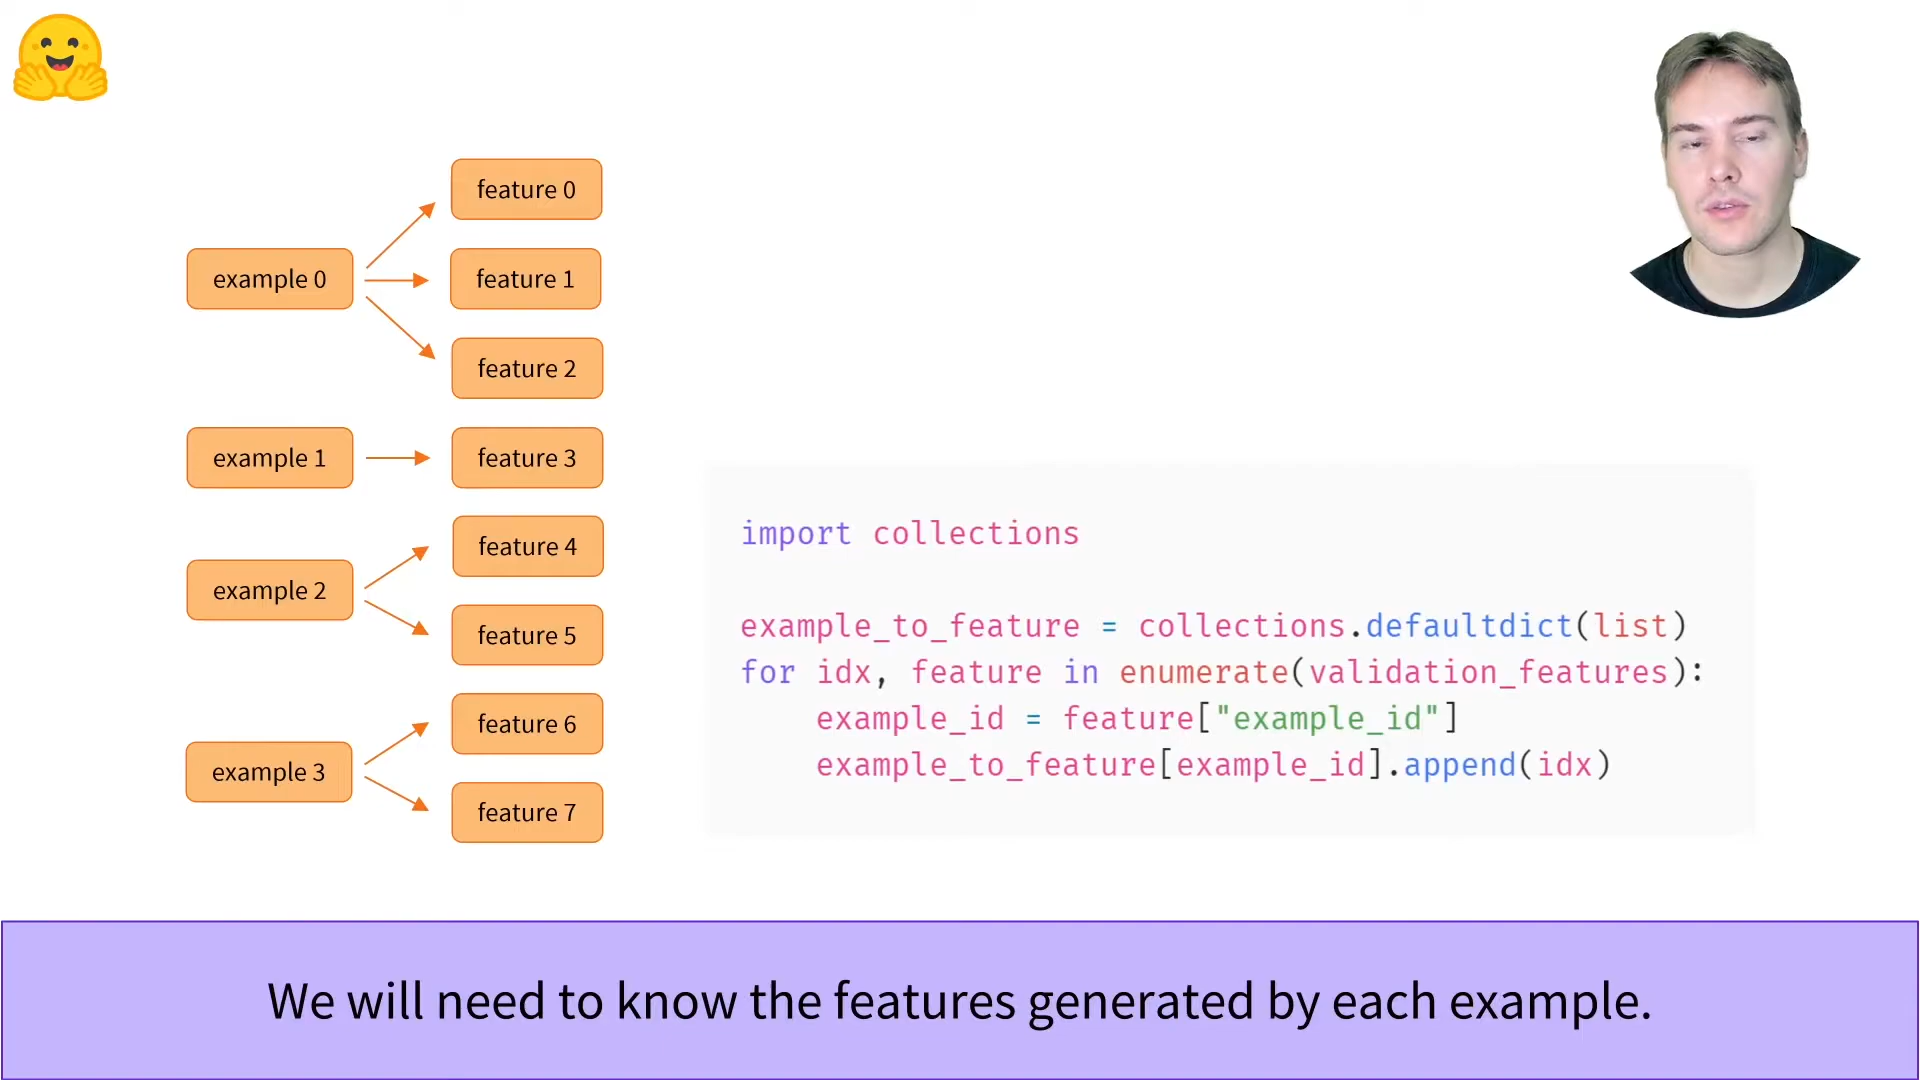 example 0
feature 0
feature 1
feature 2
example 1
feature 3
example 2
feature 4
feature 5
example 3
feature 6
feature 7
import collections
example_to_feature = collections.defaultdict(list)
for idx, feature in enumerate(validation_features):
    example_id = feature["example_id"]
    example_to_feature[example_id].append(idx)
We will need to know the features generated by each example.